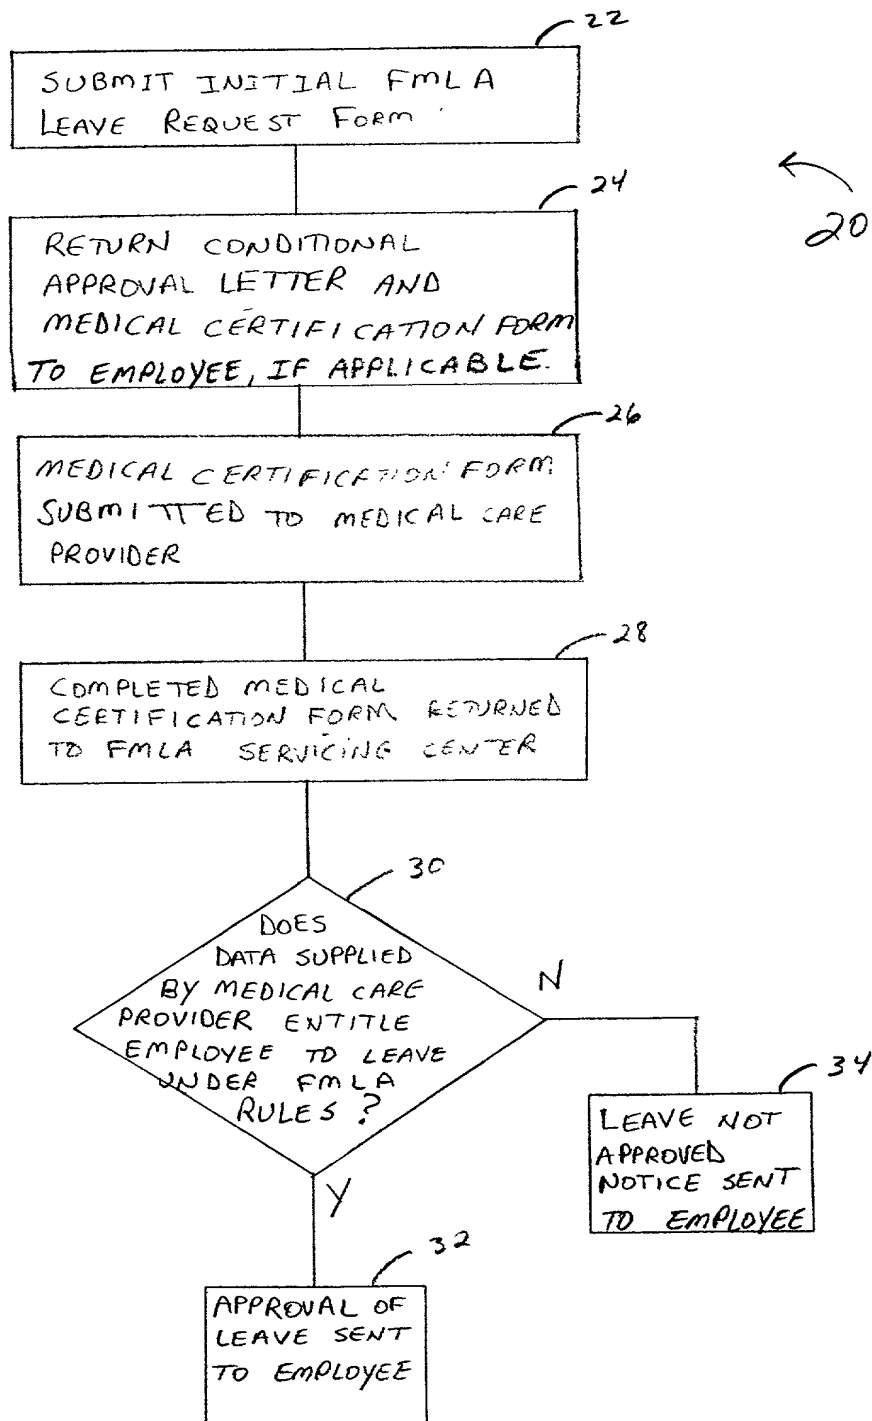 22
SUBMIT INITIAL FMLA
LEAVE REQUEST FORM
20
24
RETURN CONDITIONAL
APPROVAL LETTER AND
MEDICAL CERTIFICATION FORM
TO EMPLOYEE, IF APPLICABLE.
26
MEDICAL CERTIFICATION FORM
SUBMITTED TO MEDICAL CARE
PROVIDER
28
COMPLETED MEDICAL
CERTIFICATION FORM RETURNED
TO FMLA SERVICING CENTER
30
DOES
DATA SUPPLIED
BY MEDICAL CARE
PROVIDER ENTITLE
EMPLOYEE TO LEAVE
UNDER FMLA
RULES?
N
34
LEAVE NOT
APPROVED
NOTICE SENT
TO EMPLOYEE
Y
32
APPROVAL OF
LEAVE SENT
TO EMPLOYEE